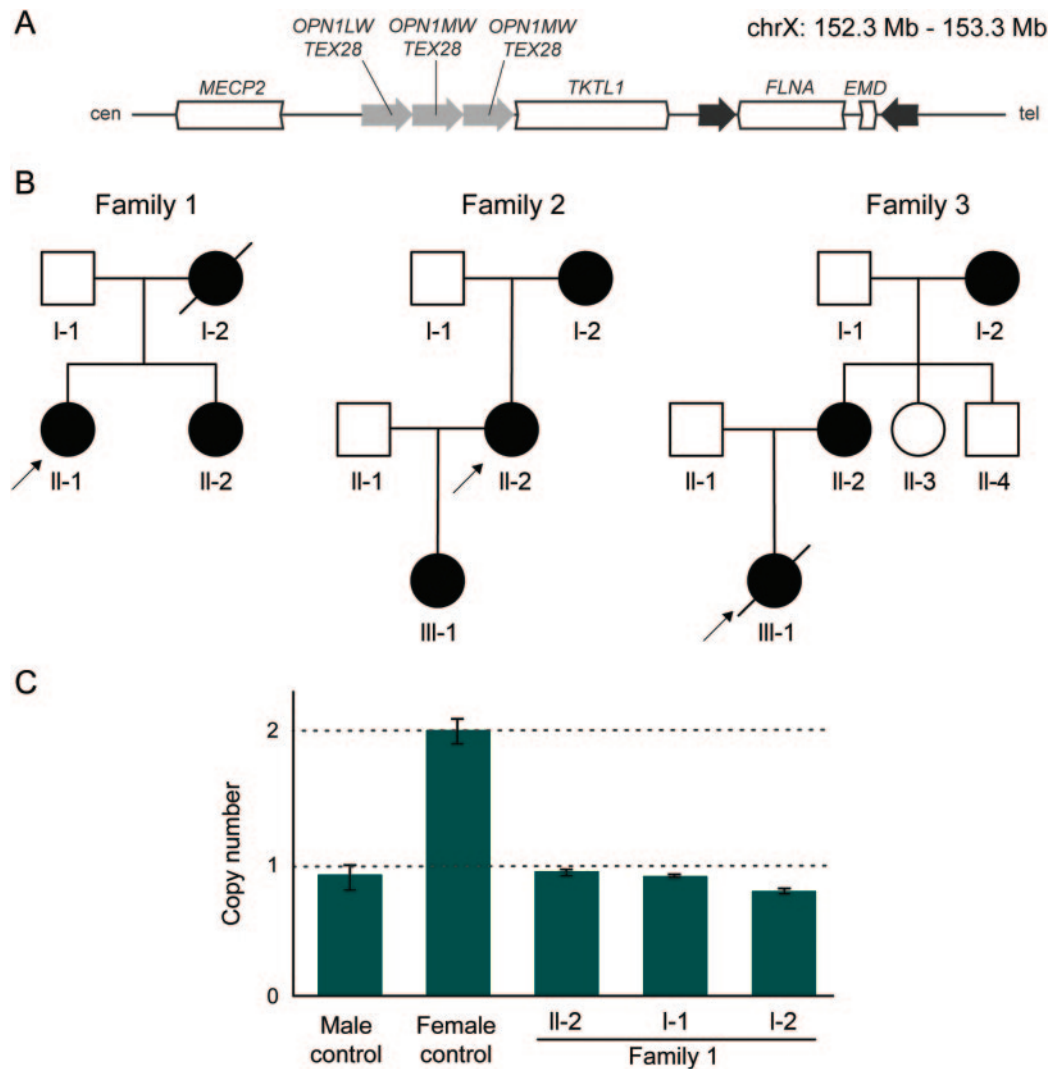 A
OPN1LW OPN1MW OPN1MW
TEX28 TEX28 TEX28
chrX: 152.3 Mb - 153.3 Mb
MECP2 TKTL1 FLNA EMD
cen tel
B
Family 1 Family 2 Family 3
I-1 I-2 I-1 I-2 I-1 I-2
II-1 II-2 II-1 II-2 II-1 II-2 II-3 II-4
III-1 III-1
C
Copy number
2
1
0
Male control
Female control
II-2 I-1 I-2
Family 1